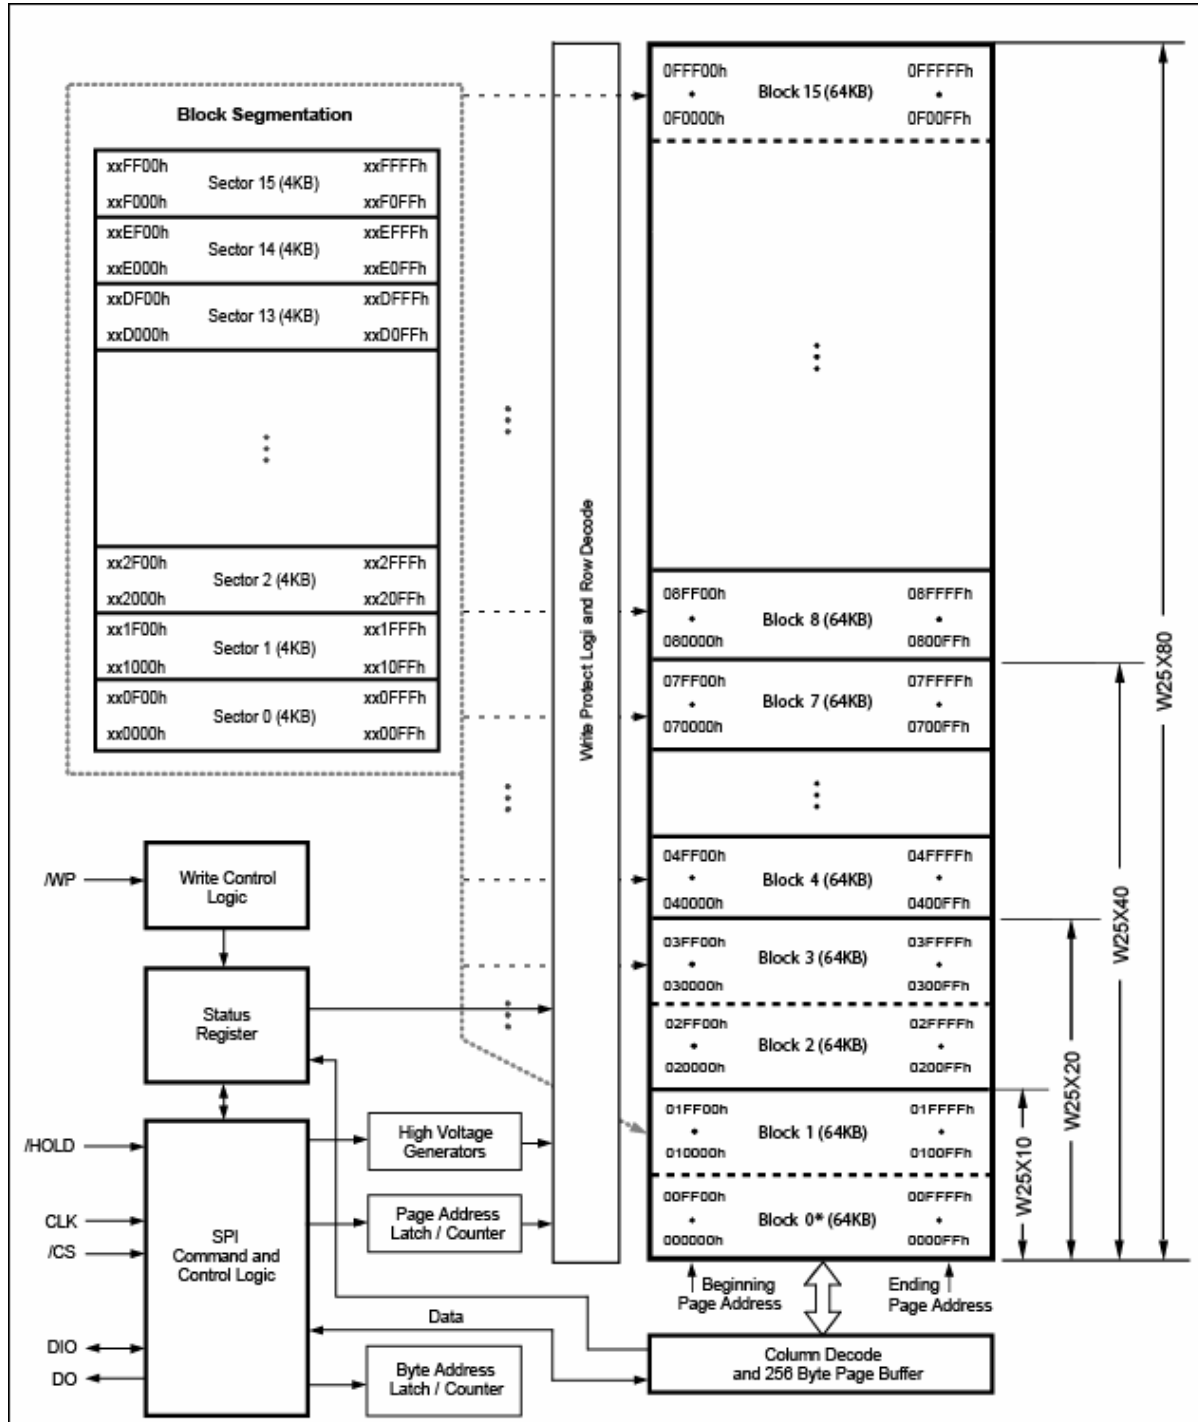 Block Segmentation
xxFF00h xxFFFFh
Sector 15 (4KB)
xxF000h xxF0FFh
xxEF00h xxEFFFh
Sector 14 (4KB)
xxE000h xxE0FFh
xxDF00h xxDFFFh
Sector 13 (4KB)
xxD000h xxD0FFh
xx2F00h xx2FFFh
Sector 2 (4KB)
xx2000h xx20FFh
xx1F00h xx1FFFh
Sector 1 (4KB)
xx1000h xx10FFh
xx0F00h xx0FFFh
Sector 0 (4KB)
xx0000h xx00FFh
Write Protect Logi and Row Decode
0FFF00h 0FFFFFh
Block 15 (64KB)
0F0000h 0F00FFh
08FF00h 08FFFFh
Block 8 (64KB)
080000h 0800FFh
07FF00h 07FFFFh
Block 7 (64KB)
070000h 0700FFh
04FF00h 04FFFFh
Block 4 (64KB)
040000h 0400FFh
03FF00h 03FFFFh
Block 3 (64KB)
030000h 0300FFh
02FF00h 02FFFFh
Block 2 (64KB)
020000h 0200FFh
01FF00h 01FFFFh
Block 1 (64KB)
010000h 0100FFh
00FF00h 00FFFFh
Block 0* (64KB)
000000h 0000FFh
W25X10
W25X20
W25X40
W25X80
Beginning
Page Address
Ending
Page Address
Column Decode
and 256 Byte Page Buffer
/WP
Write Control
Logic
Status
Register
/HOLD
CLK
/CS
DIO
DO
SPI
Command and
Control Logic
High Voltage
Generators
Page Address
Latch / Counter
Data
Byte Address
Latch / Counter